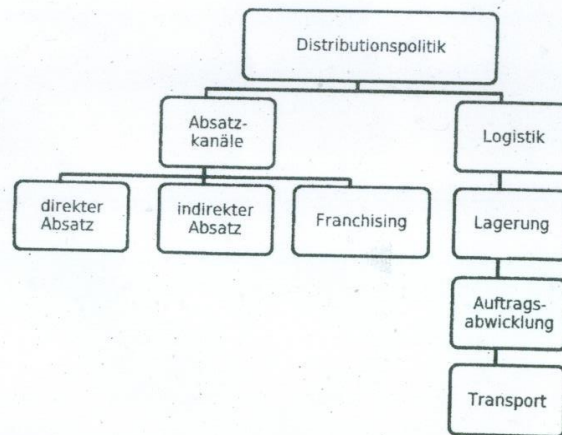 Distributionspolitik
Absatz-
kanäle
Logistik
direkter
Absatz
indirekter
Absatz
Franchising
Lagerung
Auftrags-
abwicklung
Transport